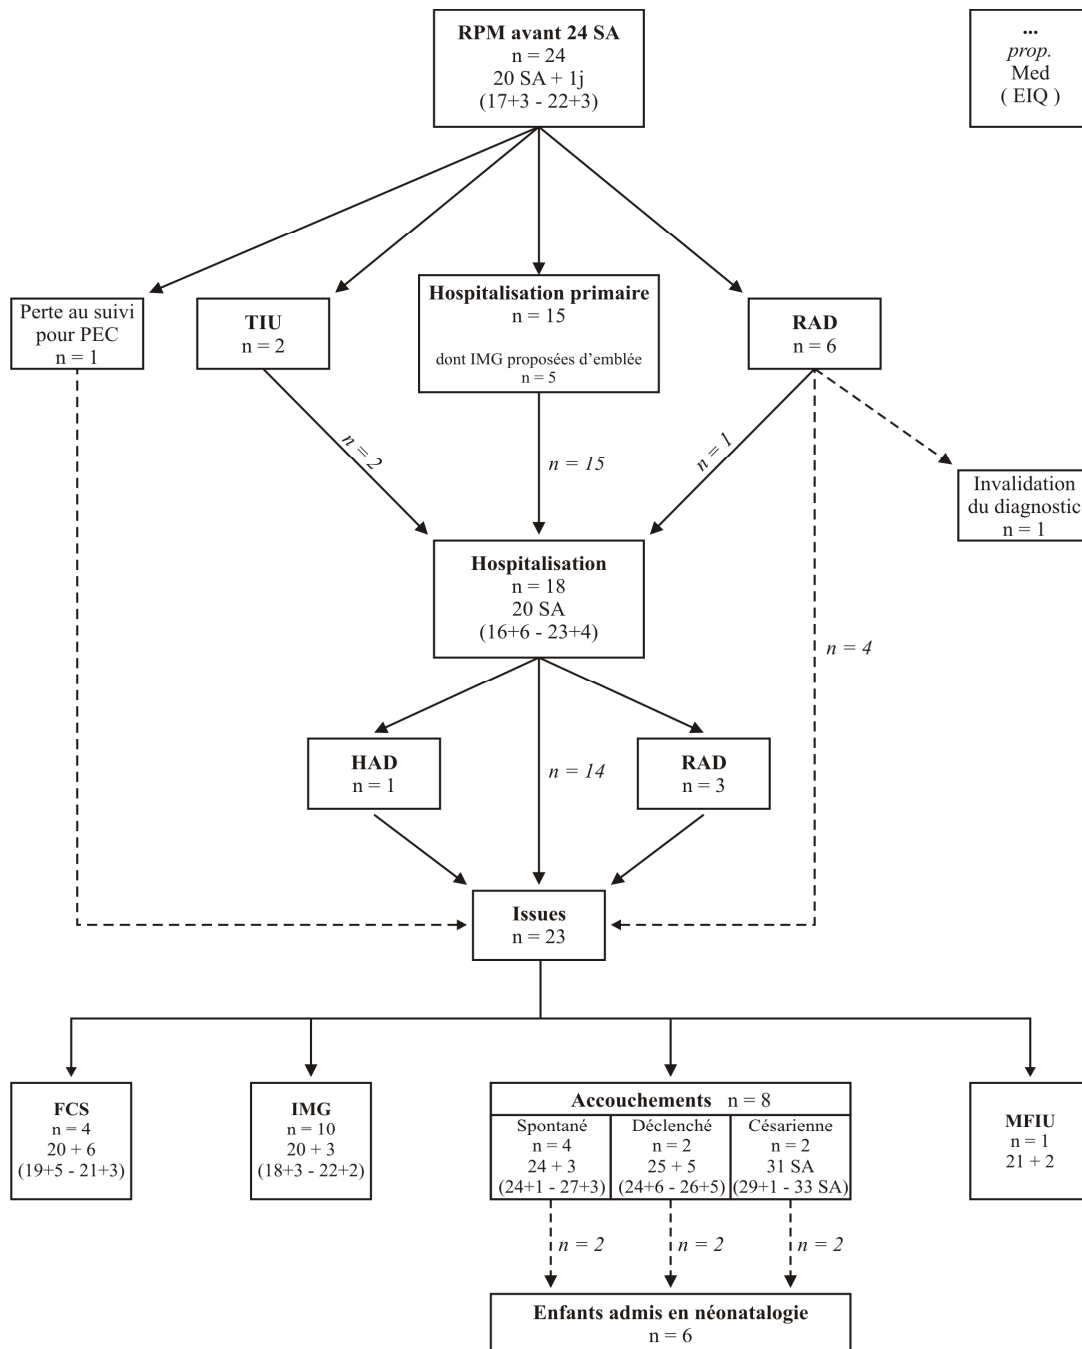 RPM avant 24 SA
n = 24
20 SA + 1j
(17+3 - 22+3)
...
prop.
Med
( EIQ )
Perte au suivi
pour PEC
n = 1
TIU
n = 2
Hospitalisation primaire
n = 15
dont IMG proposées d'emblée
n = 5
RAD
n = 6
n = 2
n = 15
n = 1
Invalidation
du diagnostic
n = 1
Hospitalisation
n = 18
20 SA
(16+6 - 23+4)
n = 4
HAD
n = 1
n = 14
RAD
n = 3
Issues
n = 23
FCS
n = 4
20 + 6
(19+5 - 21+3)
IMG
n = 10
20 + 3
(18+3 - 22+2)
Accouchements n = 8
Spontané
n = 4
24 + 3
(24+1 - 27+3)
Déclenché
n = 2
25 + 5
(24+6 - 26+5)
Césarienne
n = 2
31 SA
(29+1 - 33 SA)
MFIU
n = 1
21 + 2
n = 2
n = 2
n = 2
Enfants admis en néonatalogie
n = 6